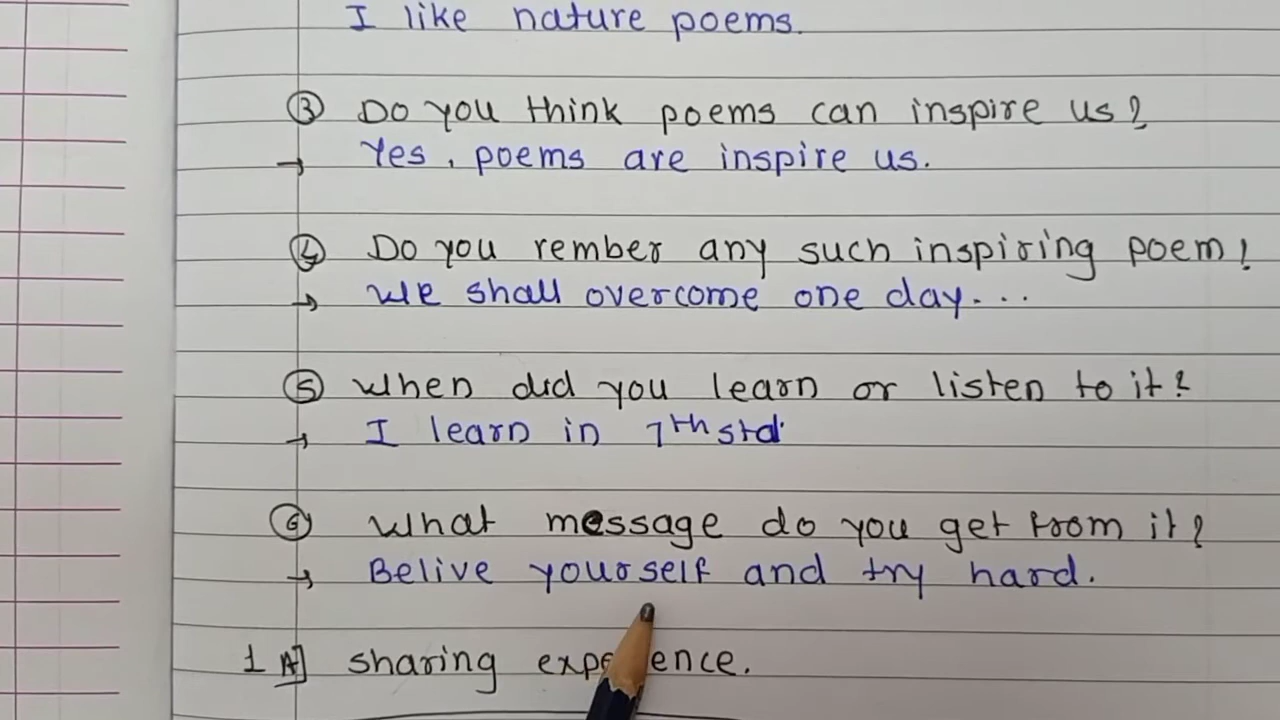 I like nature poems.
③ Do you think poems can inspire us?
→ Yes, poems are inspire us.
④ Do you rember any such inspiring poem!
→ We shall overcome one day...
⑤ When did you learn or listen to it?
→ I learn in 7th std.
⑥ What message do you get from it?
→ Belive yourself and try hard.
1 A] sharing experience.